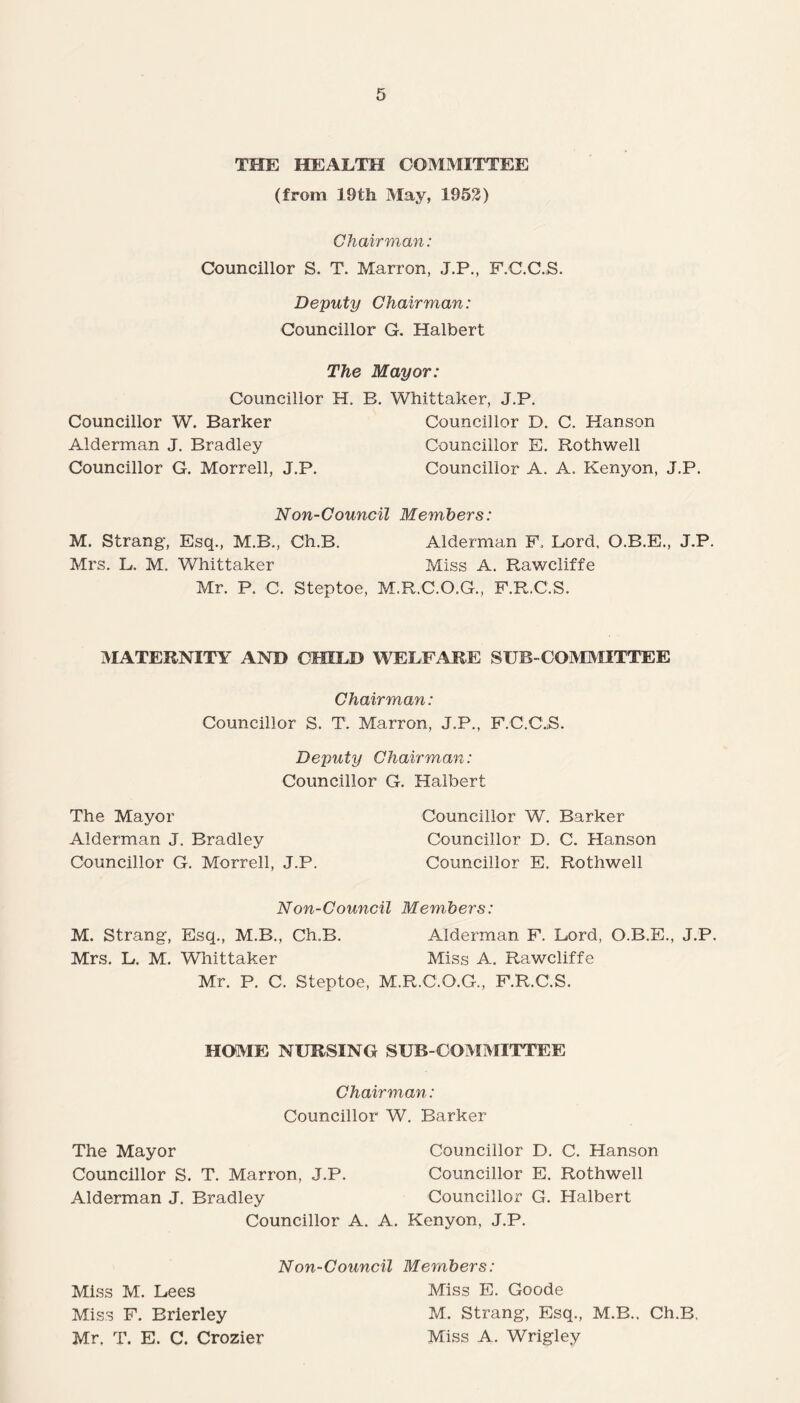 5
THE HEALTH COMMITTEE
(from 19th May, 1952)
Chairman:
Councillor S. T. Marron, J.P., F.C.C.S.
Deputy Chairman:
Councillor G. Halbert
The Mayor:
Councillor H. B. Whittaker, J.P.
Councillor W. Barker Councillor D. C. Hanson
Alderman J. Bradley Councillor E. Rothwell
Councillor G. Morrell, J.P. Councillor A. A. Kenyon, J.P.
Non-Council Members:
M. Strang, Esq., M.B., Ch.B. Alderman F. Lord, O.B.E., J.P.
Mrs. L. M. Whittaker Miss A. Rawcliffe
Mr. P. C. Steptoe, M.R.C.O.G., F.R.C.S.
MATERNITY AND CHILD WELFARE SUB-COMMITTEE
Chairman:
Councillor S. T. Marron, J.P., F.C.C.S.
Deputy Chairman:
Councillor G. Halbert
The Mayor Councillor W. Barker
Alderman J. Bradley Councillor D. C. Hanson
Councillor G. Morrell, J.P. Councillor E. Rothwell
Non-Council Members:
M. Strang, Esq., M.B., Ch.B. Alderman F. Lord, O.B.E., J.P.
Mrs. L. M. Whittaker Miss A. Rawcliffe
Mr. P. C. Steptoe, M.R.C.O.G., F.R.C.S.
HOME NURSING SUB-COMMITTEE
Chairman:
Councillor W. Barker
The Mayor Councillor D. C. Hanson
Councillor S. T. Marron, J.P. Councillor E. Rothwell
Alderman J. Bradley Councillor G. Halbert
Councillor A. A. Kenyon, J.P.
Non-Council Members:
Miss M. Lees Miss E. Goode
Miss F. Brierley M. Strang, Esq., M.B., Ch.B.
Mr. T. E. C. Crozier Miss A. Wrigley